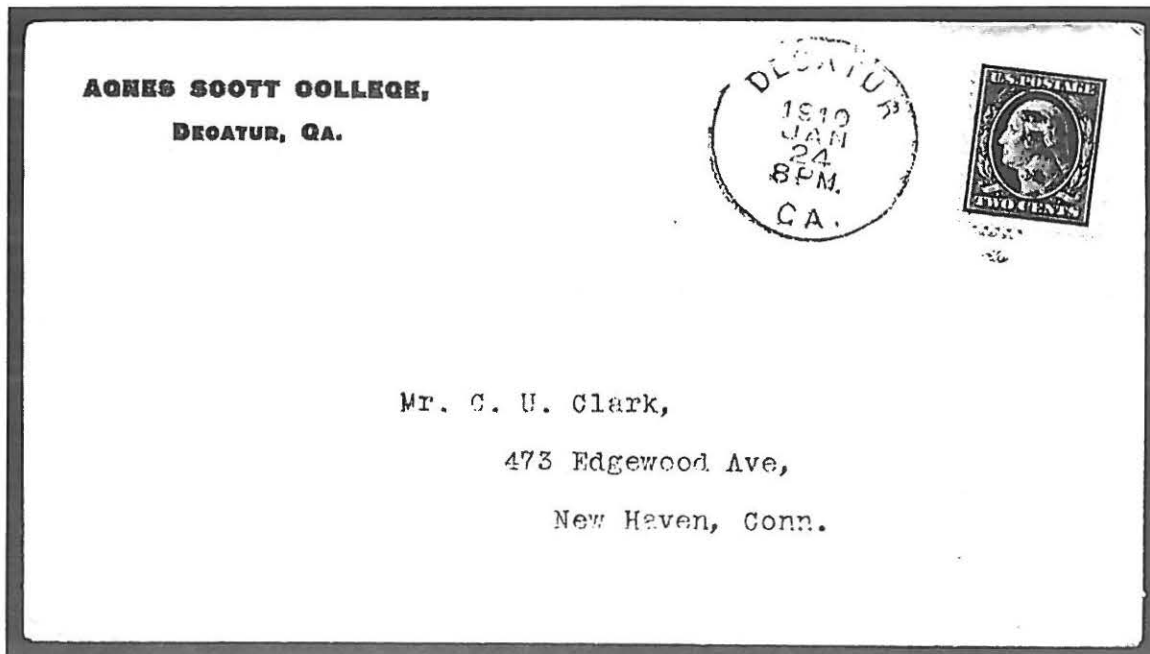 AGNES SCOTT COLLEGE,
DECATUR, GA.
DECATUR
1910
JAN
24
8 PM.
GA.
U.S. POSTAGE
TWO CENTS
Mr. C. U. Clark,
473 Edgewood Ave,
New Haven, Conn.